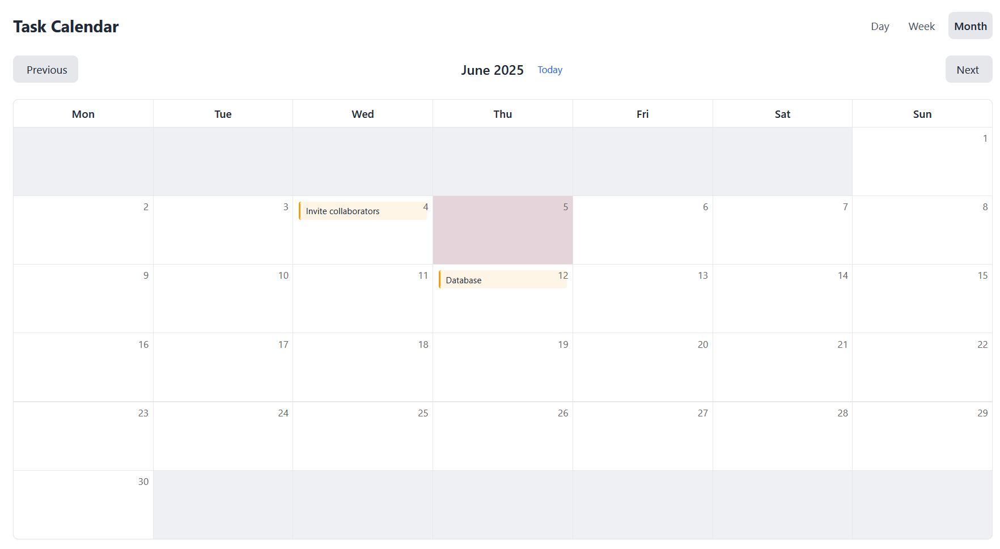 Task Calendar
Day Week Month
Previous
June 2025 Today
Next
Mon Tue Wed Thu Fri Sat Sun
1
2 3 Invite collaborators 4 5 6 7 8
9 10 11 Database 12 13 14 15
16 17 18 19 20 21 22
23 24 25 26 27 28 29
30